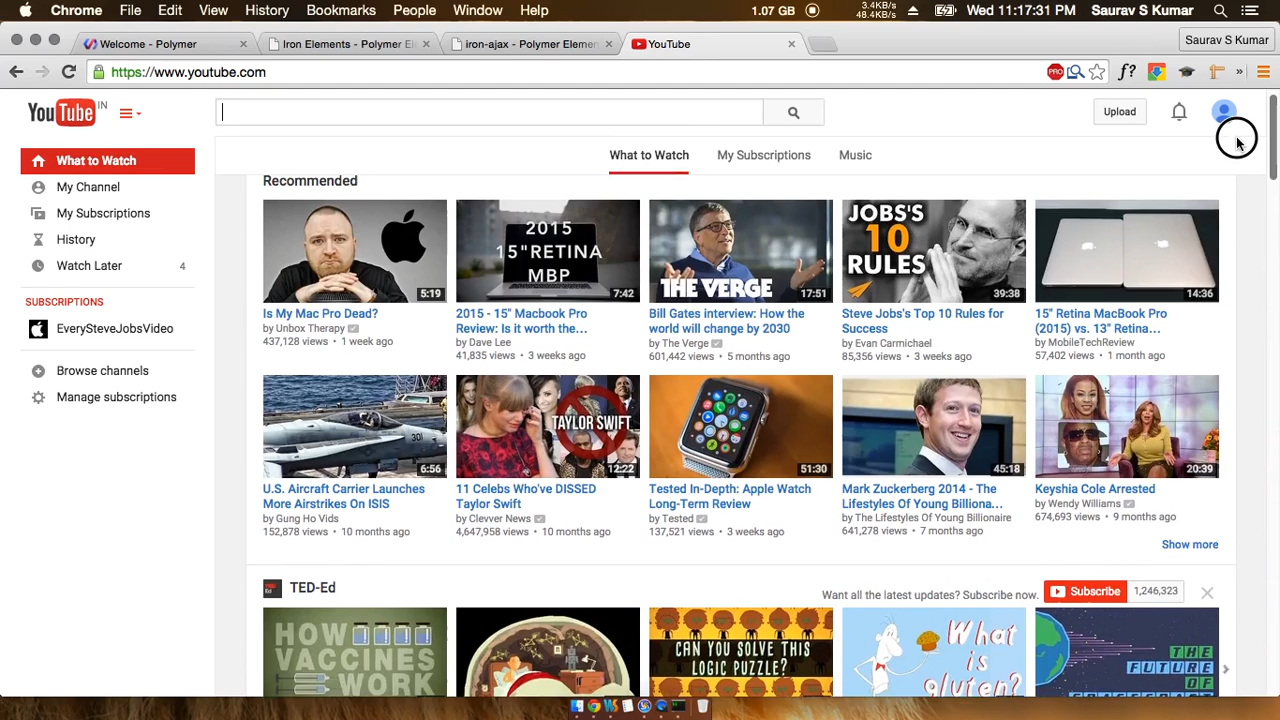 Chrome File Edit View History Bookmarks People Window Help 1.07 GB 3.4KB/s 48.4KB/s Wed 11:17:31 PM Saurav S Kumar
Welcome - Polymer Iron Elements - Polymer El iron-ajax - Polymer Elemen YouTube Saurav S Kumar
https://www.youtube.com PRO f? »
YouTube IN Upload
What to Watch My Subscriptions Music
What to Watch
My Channel
My Subscriptions
History
Watch Later 4
SUBSCRIPTIONS
EverySteveJobsVideo
Browse channels
Manage subscriptions
Recommended
5:19
2015
15"RETINA
MBP
7:42
THE VERGE
17:51
JOBS'S
10
RULES
39:38
14:36
Is My Mac Pro Dead?
by Unbox Therapy
437,128 views • 1 week ago
2015 - 15" Macbook Pro
Review: Is it worth the...
by Dave Lee
41,835 views • 3 weeks ago
Bill Gates interview: How the
world will change by 2030
by The Verge
601,442 views • 5 months ago
Steve Jobs's Top 10 Rules for
Success
by Evan Carmichael
85,356 views • 3 weeks ago
15" Retina MacBook Pro
(2015) vs. 13" Retina...
by MobileTechReview
57,402 views • 1 month ago
301
6:56
TAYLOR SWIFT
12:22
51:30
45:18
20:39
U.S. Aircraft Carrier Launches
More Airstrikes On ISIS
by Gung Ho Vids
152,878 views • 10 months ago
11 Celebs Who've DISSED
Taylor Swift
by Clevver News
4,647,958 views • 10 months ago
Tested In-Depth: Apple Watch
Long-Term Review
by Tested
137,521 views • 3 weeks ago
Mark Zuckerberg 2014 - The
Lifestyles Of Young Billiona...
by The Lifestyles Of Young Billionaire
641,278 views • 7 months ago
Keyshia Cole Arrested
by Wendy Williams
674,693 views • 9 months ago
Show more
TED-Ed
Want all the latest updates? Subscribe now. Subscribe 1,246,323
HOW
VACCINES
WORK
CAN YOU SOLVE THIS
LOGIC PUZZLE?
What
is
gluten?
THE
FUTURE
OF